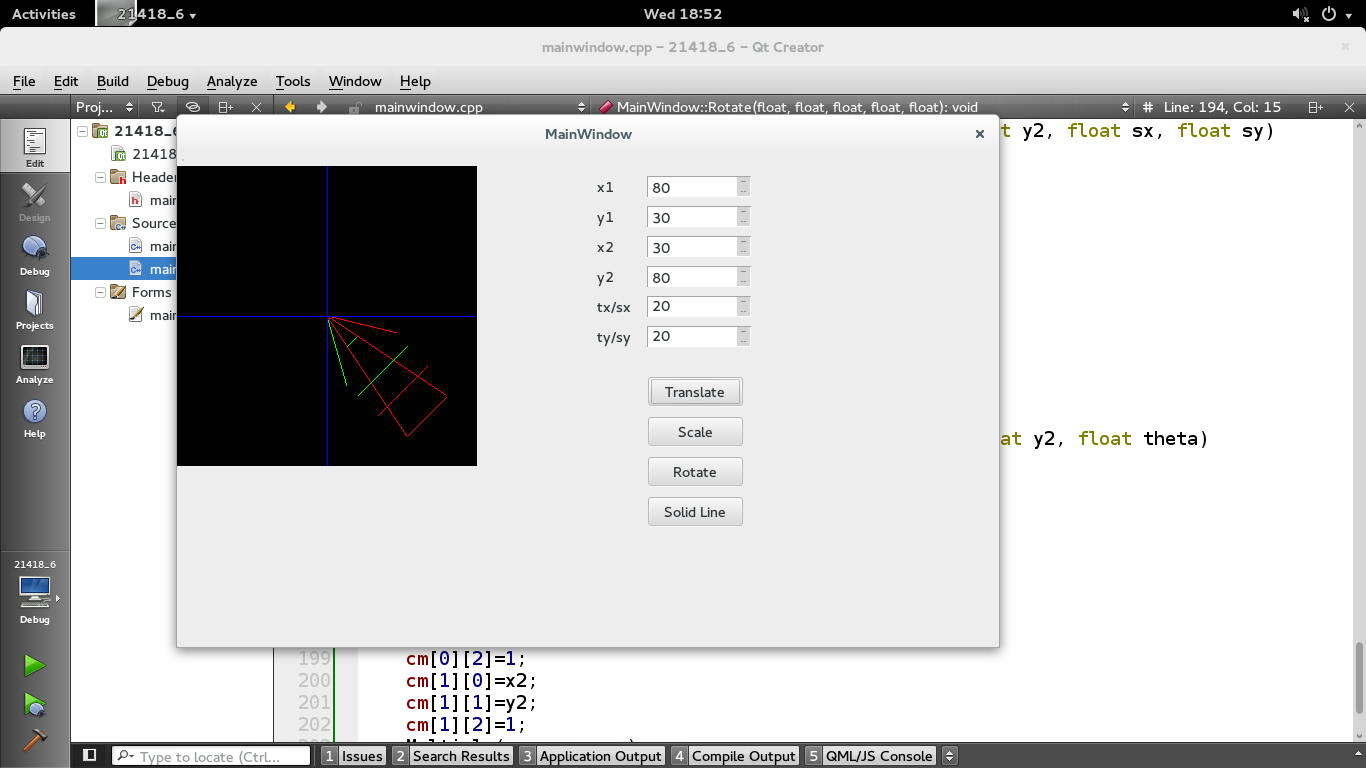 Activities 21418_6 Wed 18:52
mainwindow.cpp – 21418_6 – Qt Creator
File Edit Build Debug Analyze Tools Window Help
Proj... mainwindow.cpp MainWindow::Rotate(float, float, float, float, float): void # Line: 194, Col: 15
Edit
Design
Debug
Projects
Analyze
Help
21418_6
Debug
21418_6
21418
Header
main
Source
main
main
Forms
main
y2, float sx, float sy)
y2, float theta)
MainWindow
x1 80
y1 30
x2 30
y2 80
tx/sx 20
ty/sy 20
Translate
Scale
Rotate
Solid Line
199 cm[0][2]=1;
200 cm[1][0]=x2;
201 cm[1][1]=y2;
202 cm[1][2]=1;
Type to locate (Ctrl... 1 Issues 2 Search Results 3 Application Output 4 Compile Output 5 QML/JS Console